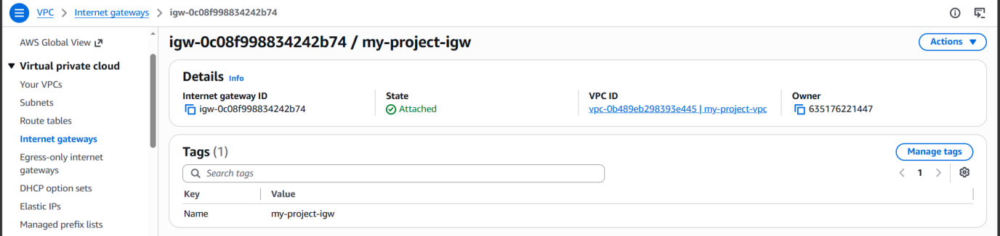 VPC > Internet gateways > igw-0c08f998834242b74
AWS Global View
Virtual private cloud
Your VPCs
Subnets
Route tables
Internet gateways
Egress-only internet
gateways
DHCP option sets
Elastic IPs
Managed prefix lists
igw-0c08f998834242b74 / my-project-igw
Actions
Details Info
Internet gateway ID
igw-0c08f998834242b74
State
Attached
VPC ID
vpc-0b489eb298393e445 | my-project-vpc
Owner
635176221447
Tags (1)
Manage tags
Search tags
1
Key Value
Name my-project-igw